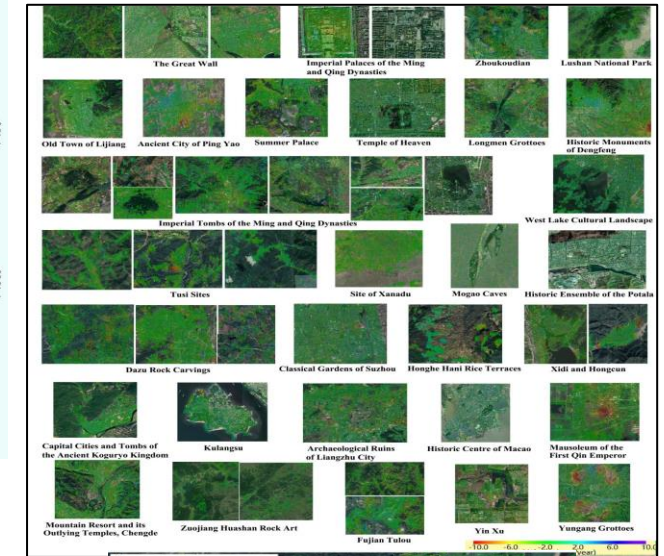 The Great Wall
Imperial Palaces of the Ming
and Qing Dynasties
Zhoukoudian
Lushan National Park
Old Town of Lijiang
Ancient City of Ping Yao
Summer Palace
Temple of Heaven
Longmen Grottoes
Historic Monuments
of Dengfeng
Imperial Tombs of the Ming and Qing Dynasties
West Lake Cultural Landscape
Tusi Sites
Site of Xanadu
Mogao Caves
Historic Ensemble of the Potala
Dazu Rock Carvings
Classical Gardens of Suzhou
Honghe Hani Rice Terraces
Xidi and Hongcun
Capital Cities and Tombs of
the Ancient Koguryo Kingdom
Kulangsu
Archaeological Ruins
of Liangzhu City
Historic Centre of Macao
Mausoleum of the
First Qin Emperor
Mountain Resort and its
Outlying Temples, Chengde
Zuojiang Huashan Rock Art
Fujian Tulou
Yin Xu
Yungang Grottoes
-10.0 -6.0 2.0 6.0 10.0
year)